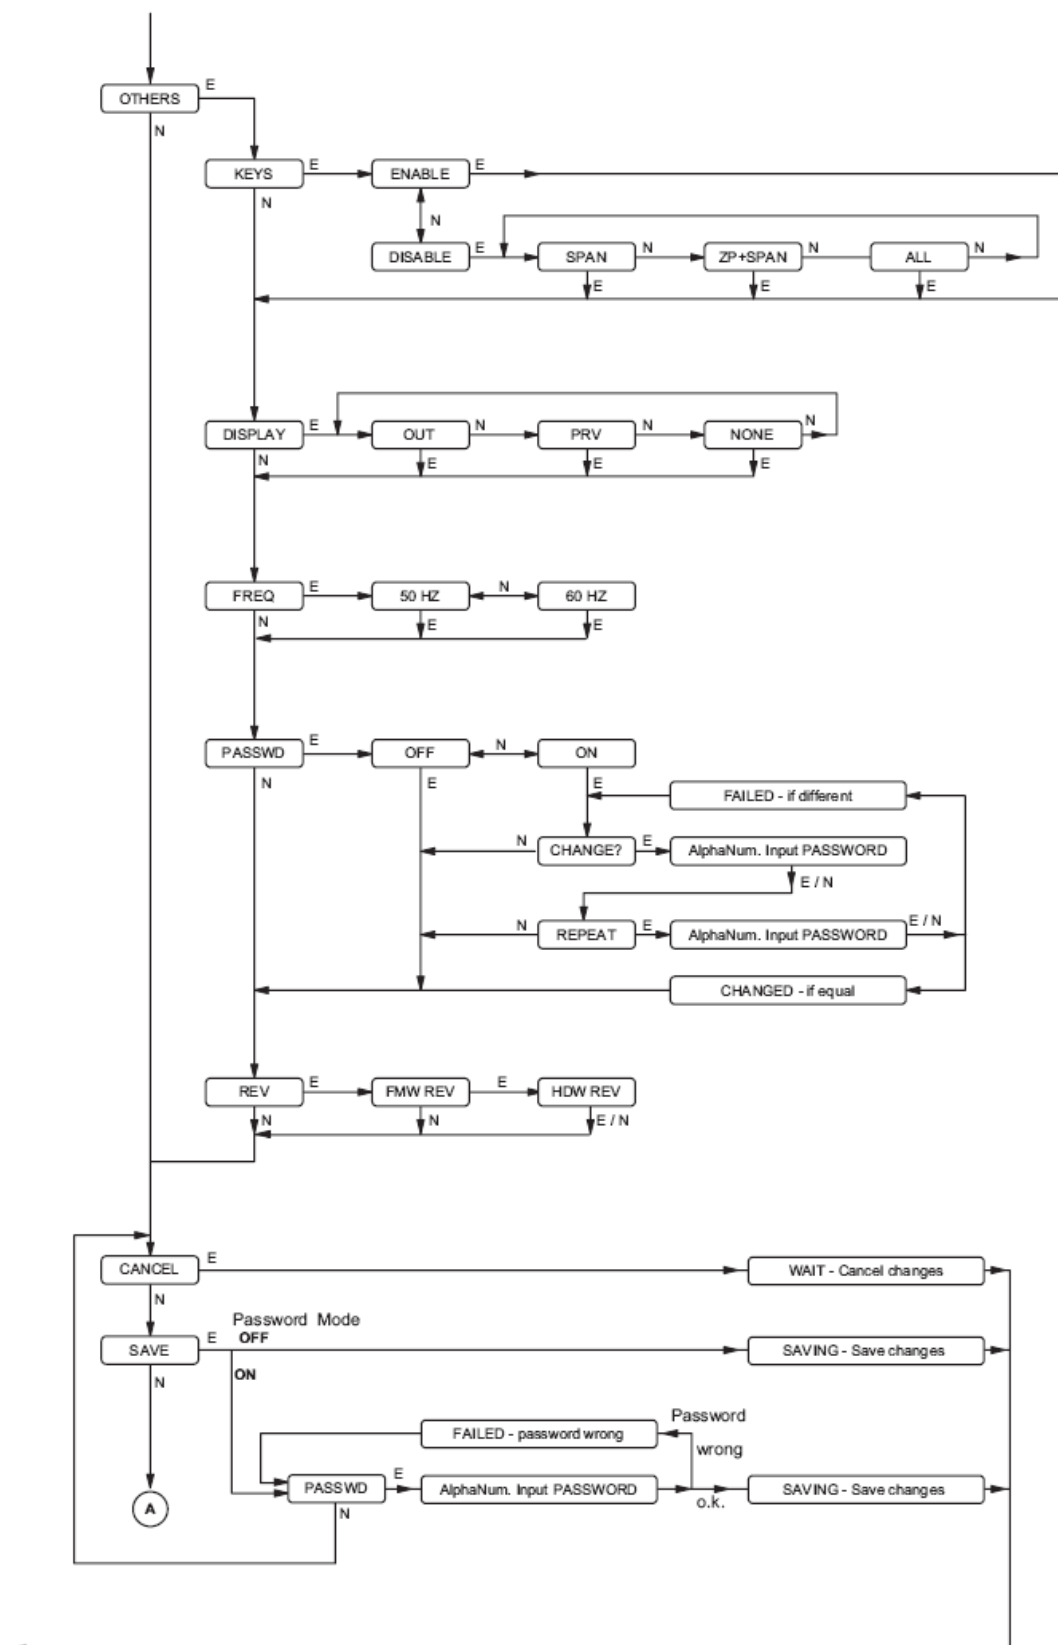 OTHERS E
N
KEYS E ENABLE E
N
N
DISABLE E SPAN N ZP+SPAN N ALL N
E E E
DISPLAY E OUT N PRV N NONE N
N E E E
FREQ E 50 HZ N 60 HZ
N E E
PASSWD E OFF N ON
N E E
FAILED - if different
N CHANGE? E AlphaNum. Input PASSWORD
E / N
N REPEAT E AlphaNum. Input PASSWORD E / N
CHANGED - if equal
REV E FMW REV E HDW REV
N N E / N
CANCEL E WAIT - Cancel changes
N
Password Mode
SAVE E OFF SAVING - Save changes
N ON
Password
FAILED - password wrong
wrong
PASSWD E AlphaNum. Input PASSWORD o.k. SAVING - Save changes
N
A